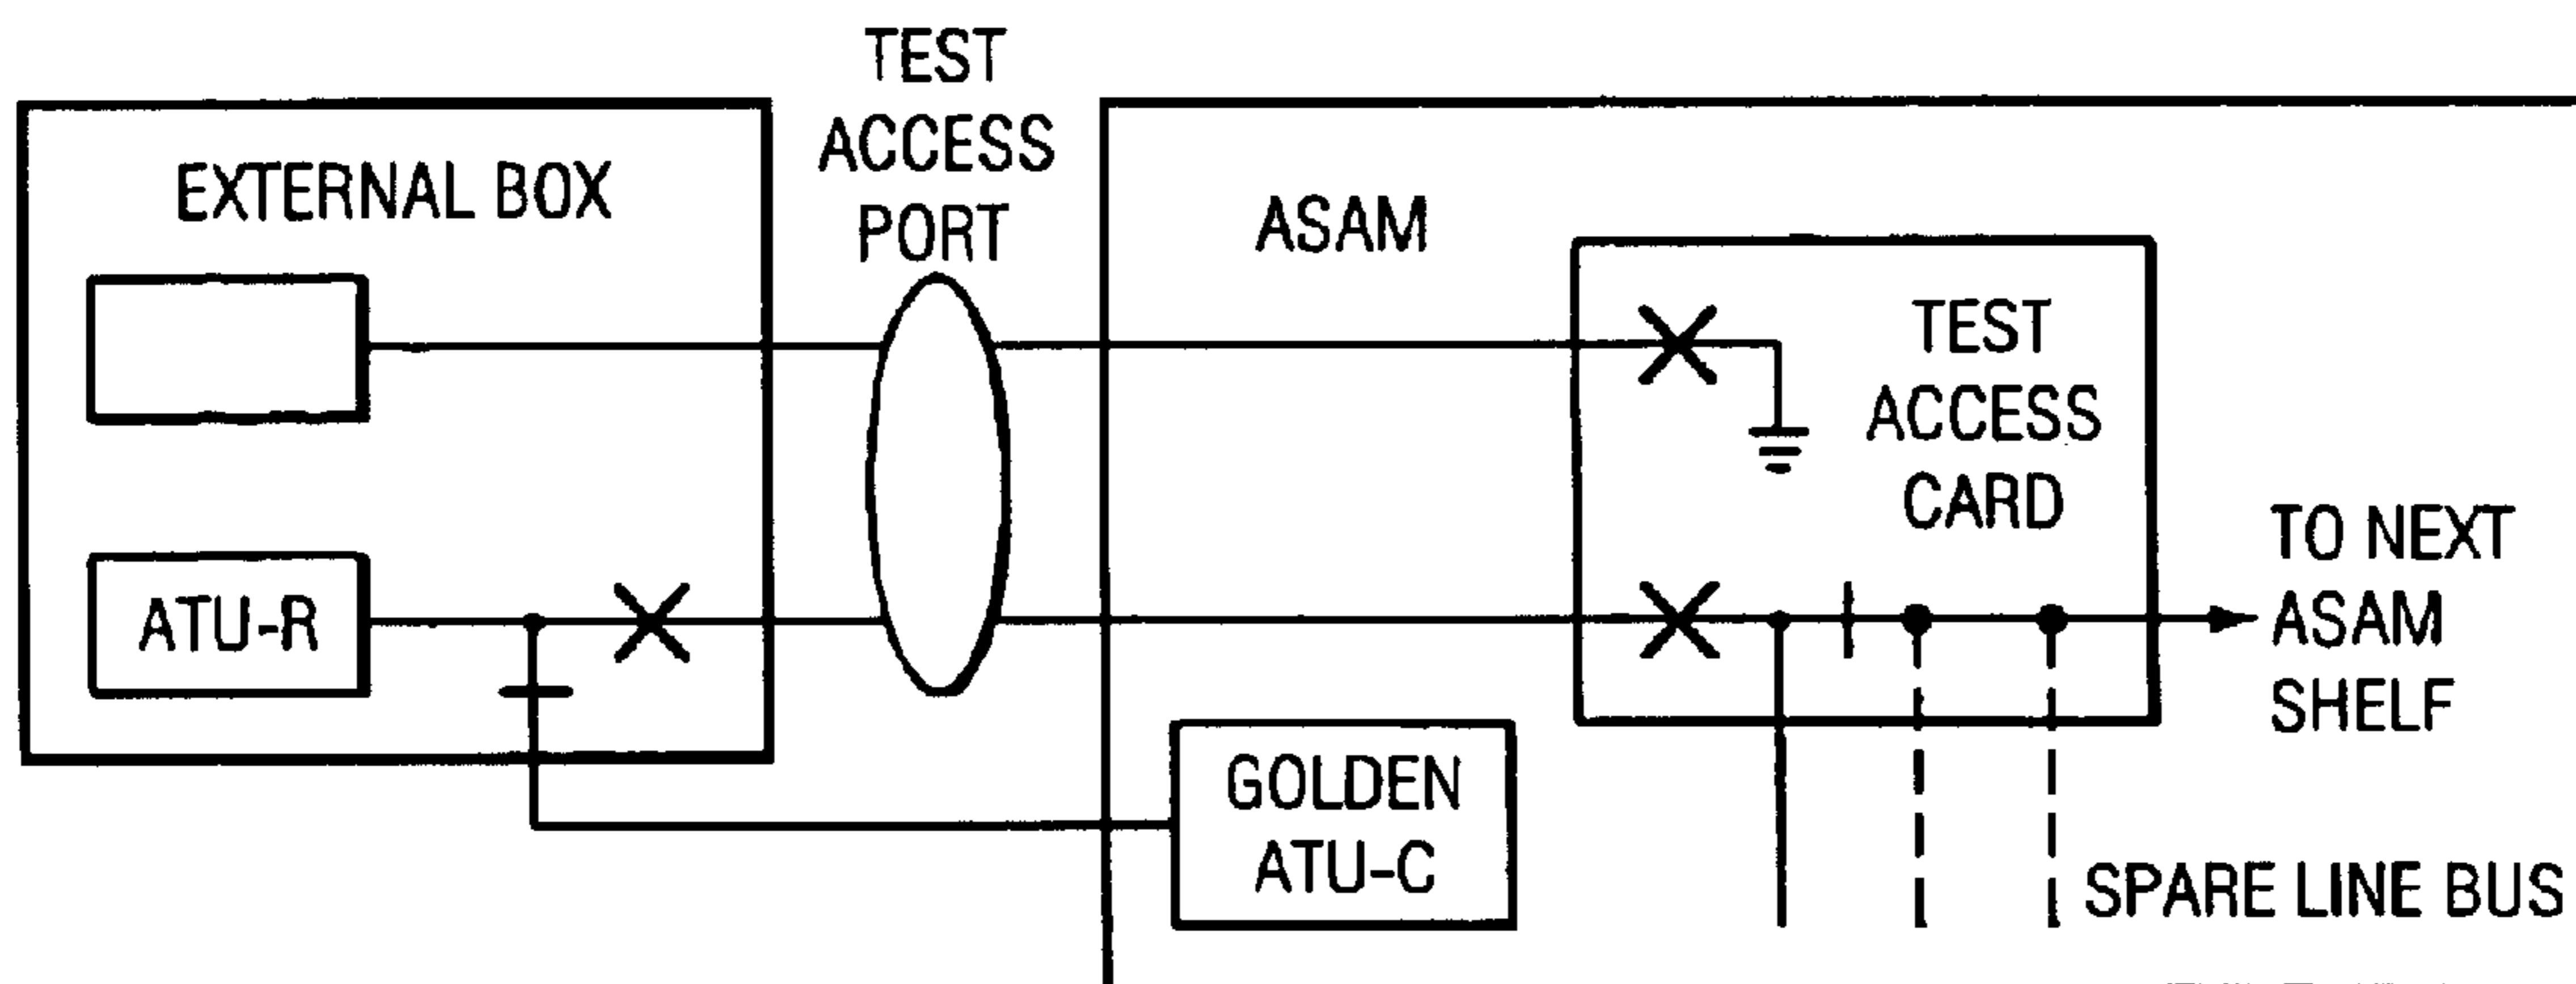 TEST
ACCESS
PORT
EXTERNAL BOX
ASAM
TEST
ACCESS
CARD
ATU-R
TO NEXT
ASAM
SHELF
GOLDEN
ATU-C
SPARE LINE BUS